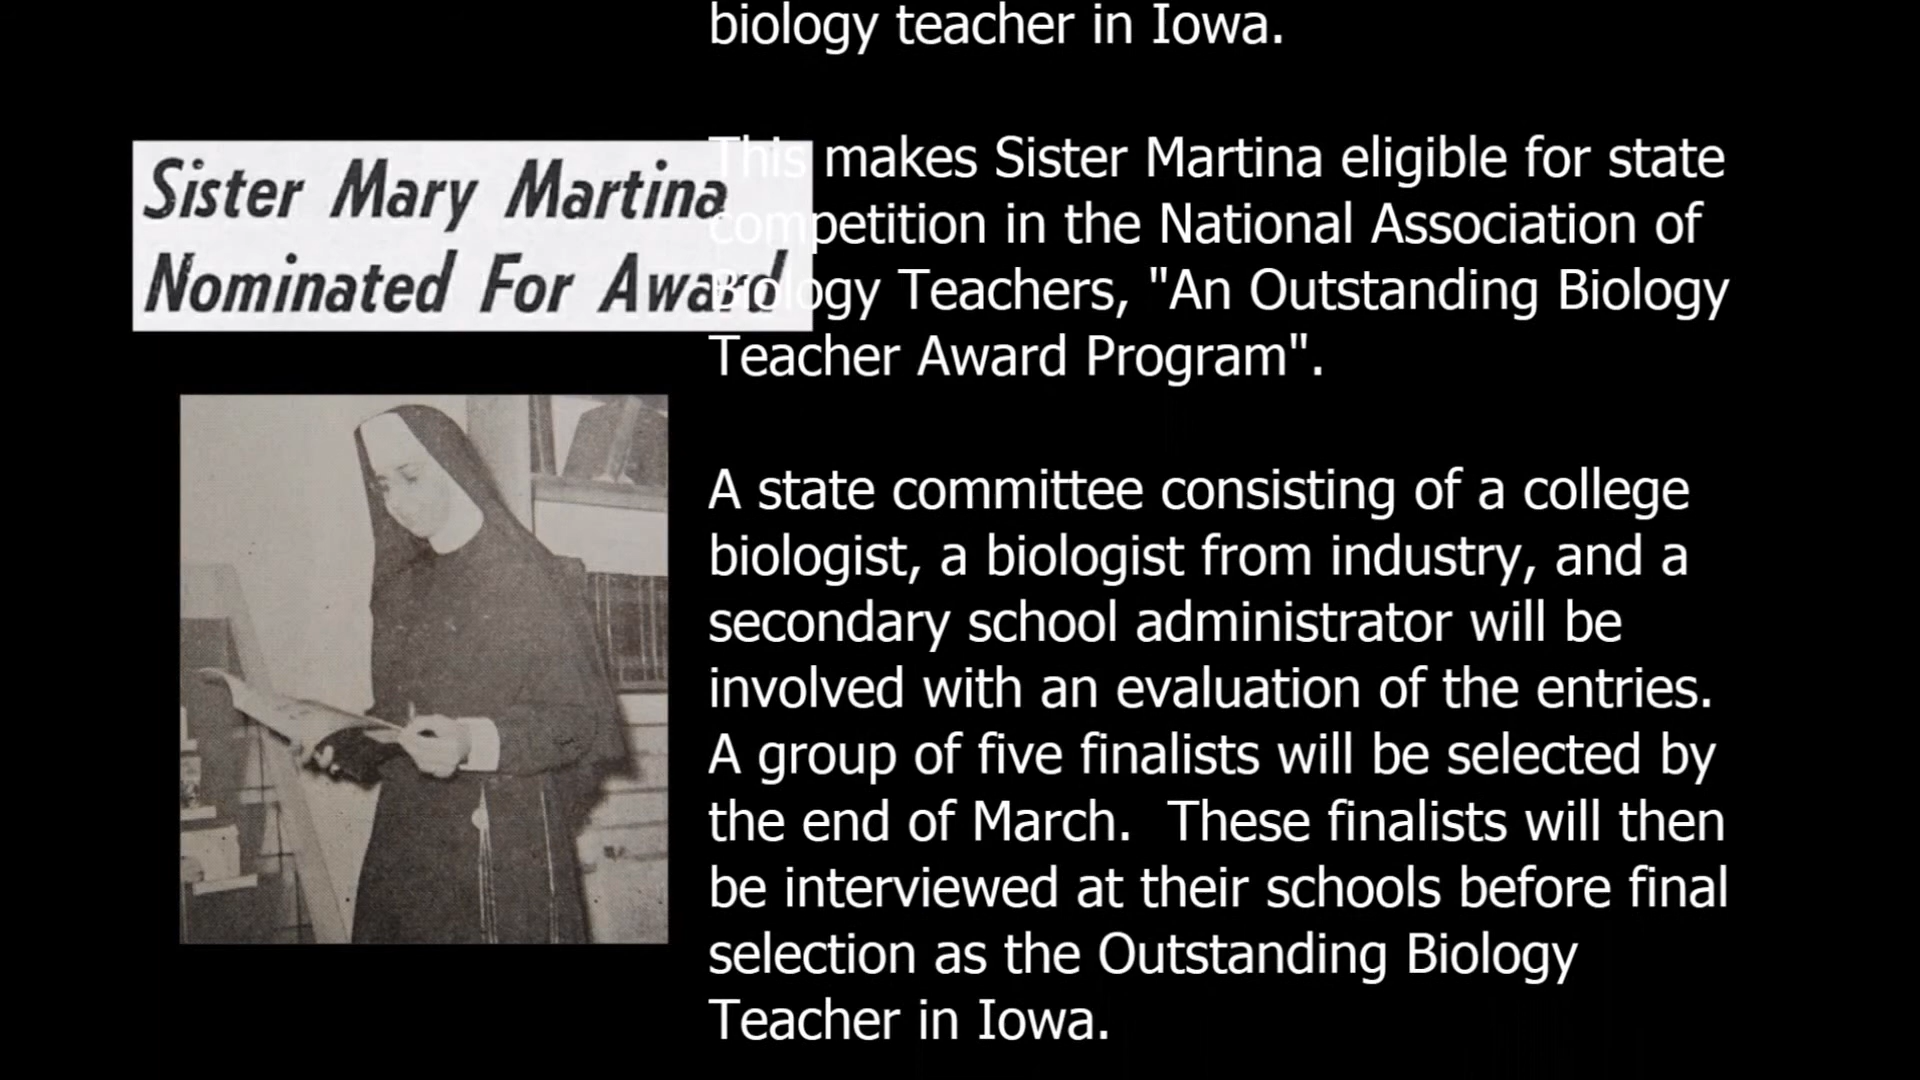 biology teacher in Iowa.
Sister Mary Martina
Nominated For Award
This makes Sister Martina eligible for state
competition in the National Association of
Biology Teachers, "An Outstanding Biology
Teacher Award Program".
A state committee consisting of a college
biologist, a biologist from industry, and a
secondary school administrator will be
involved with an evaluation of the entries.
A group of five finalists will be selected by
the end of March.  These finalists will then
be interviewed at their schools before final
selection as the Outstanding Biology
Teacher in Iowa.